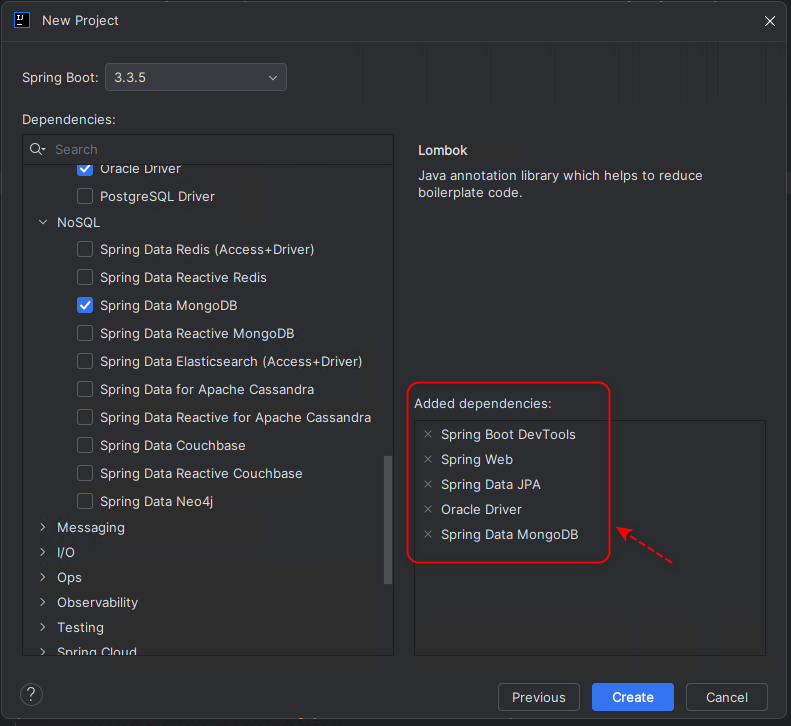 New Project
Spring Boot: 3.3.5
Dependencies:
Search
Oracle Driver
PostgreSQL Driver
NoSQL
Spring Data Redis (Access+Driver)
Spring Data Reactive Redis
Spring Data MongoDB
Spring Data Reactive MongoDB
Spring Data Elasticsearch (Access+Driver)
Spring Data for Apache Cassandra
Spring Data Reactive for Apache Cassandra
Spring Data Couchbase
Spring Data Reactive Couchbase
Spring Data Neo4j
Messaging
I/O
Ops
Observability
Testing
Spring Cloud
Lombok
Java annotation library which helps to reduce
boilerplate code.
Added dependencies:
Spring Boot DevTools
Spring Web
Spring Data JPA
Oracle Driver
Spring Data MongoDB
?
Previous
Create
Cancel